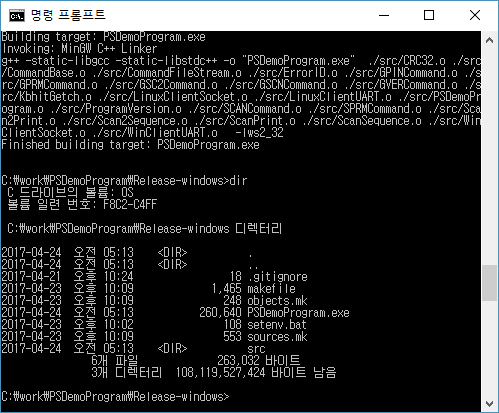 명령 프롬프트
Building target: PSDemoProgram.exe
Invoking: MinGW C++ Linker
g++ -static-libgcc -static-libstdc++ -o "PSDemoProgram.exe"  ./src/CRC32.o ./src
/CommandBase.o ./src/CommandFileStream.o ./src/ErrorID.o ./src/GPINCommand.o ./s
rc/GPRMCommand.o ./src/GSC2Command.o ./src/GSCNCommand.o ./src/GVERCommand.o ./s
rc/KbhitGetch.o ./src/LinuxClientSocket.o ./src/LinuxClientUART.o ./src/PSDemoPr
ogram.o ./src/ProgramVersion.o ./src/SCANCommand.o ./src/SPRMCommand.o ./src/Sca
n2Print.o ./src/Scan2Sequence.o ./src/ScanPrint.o ./src/ScanSequence.o ./src/Win
ClientSocket.o ./src/WinClientUART.o   -lws2_32
Finished building target: PSDemoProgram.exe
C:\work\PSDemoProgram\Release-windows>dir
C 드라이브의 볼륨: OS
볼륨 일련 번호: F8C2-C4FF
C:\work\PSDemoProgram\Release-windows 디렉터리
2017-04-24  오전 05:13    <DIR>          .
2017-04-24  오전 05:13    <DIR>          ..
2017-04-21  오후 10:24                18 .gitignore
2017-04-23  오후 10:09             1,465 makefile
2017-04-23  오후 10:09               248 objects.mk
2017-04-24  오전 05:13           260,640 PSDemoProgram.exe
2017-04-23  오후 10:02               108 setenv.bat
2017-04-23  오후 10:09               553 sources.mk
2017-04-24  오전 05:13    <DIR>          src
6개 파일             263,032 바이트
3개 디렉터리  108,119,527,424 바이트 남음
C:\work\PSDemoProgram\Release-windows>